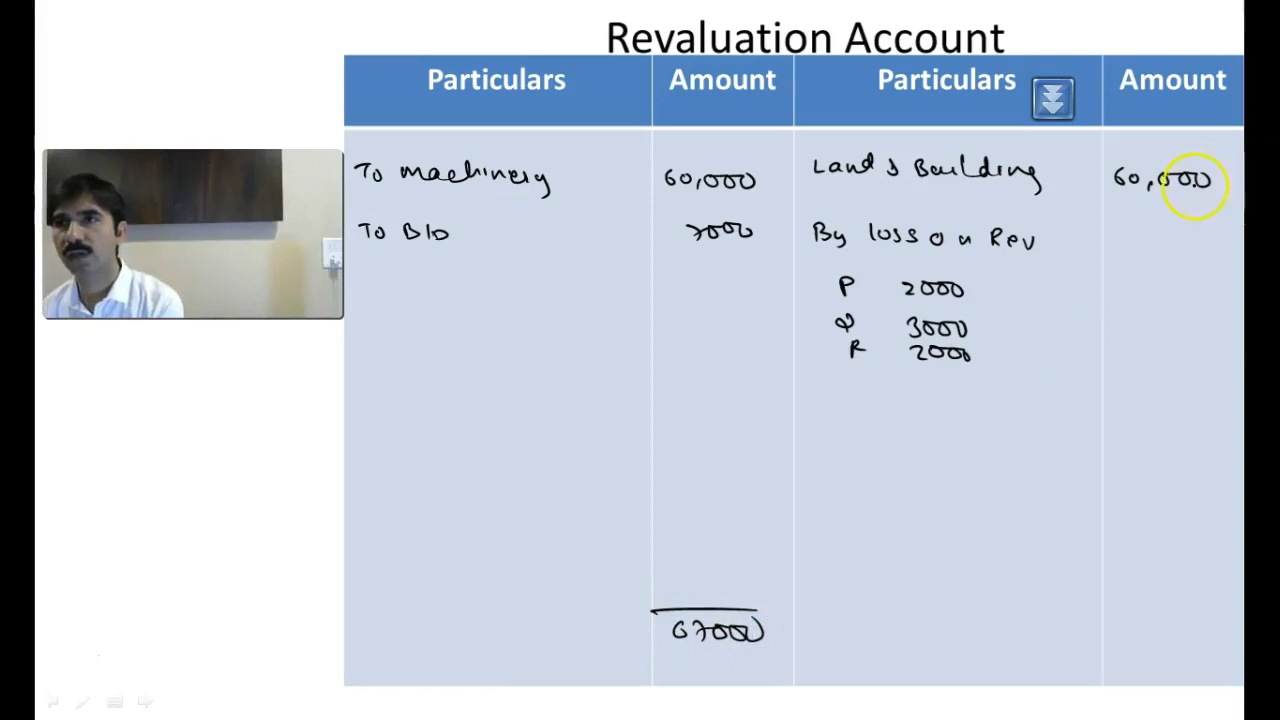 Revaluation Account
Particulars Amount Particulars Amount
To machinery 60,000 Land & Building 60,000
To B/D 7000 By loss on Rev
P 2000
Q 3000
R 2000
67000